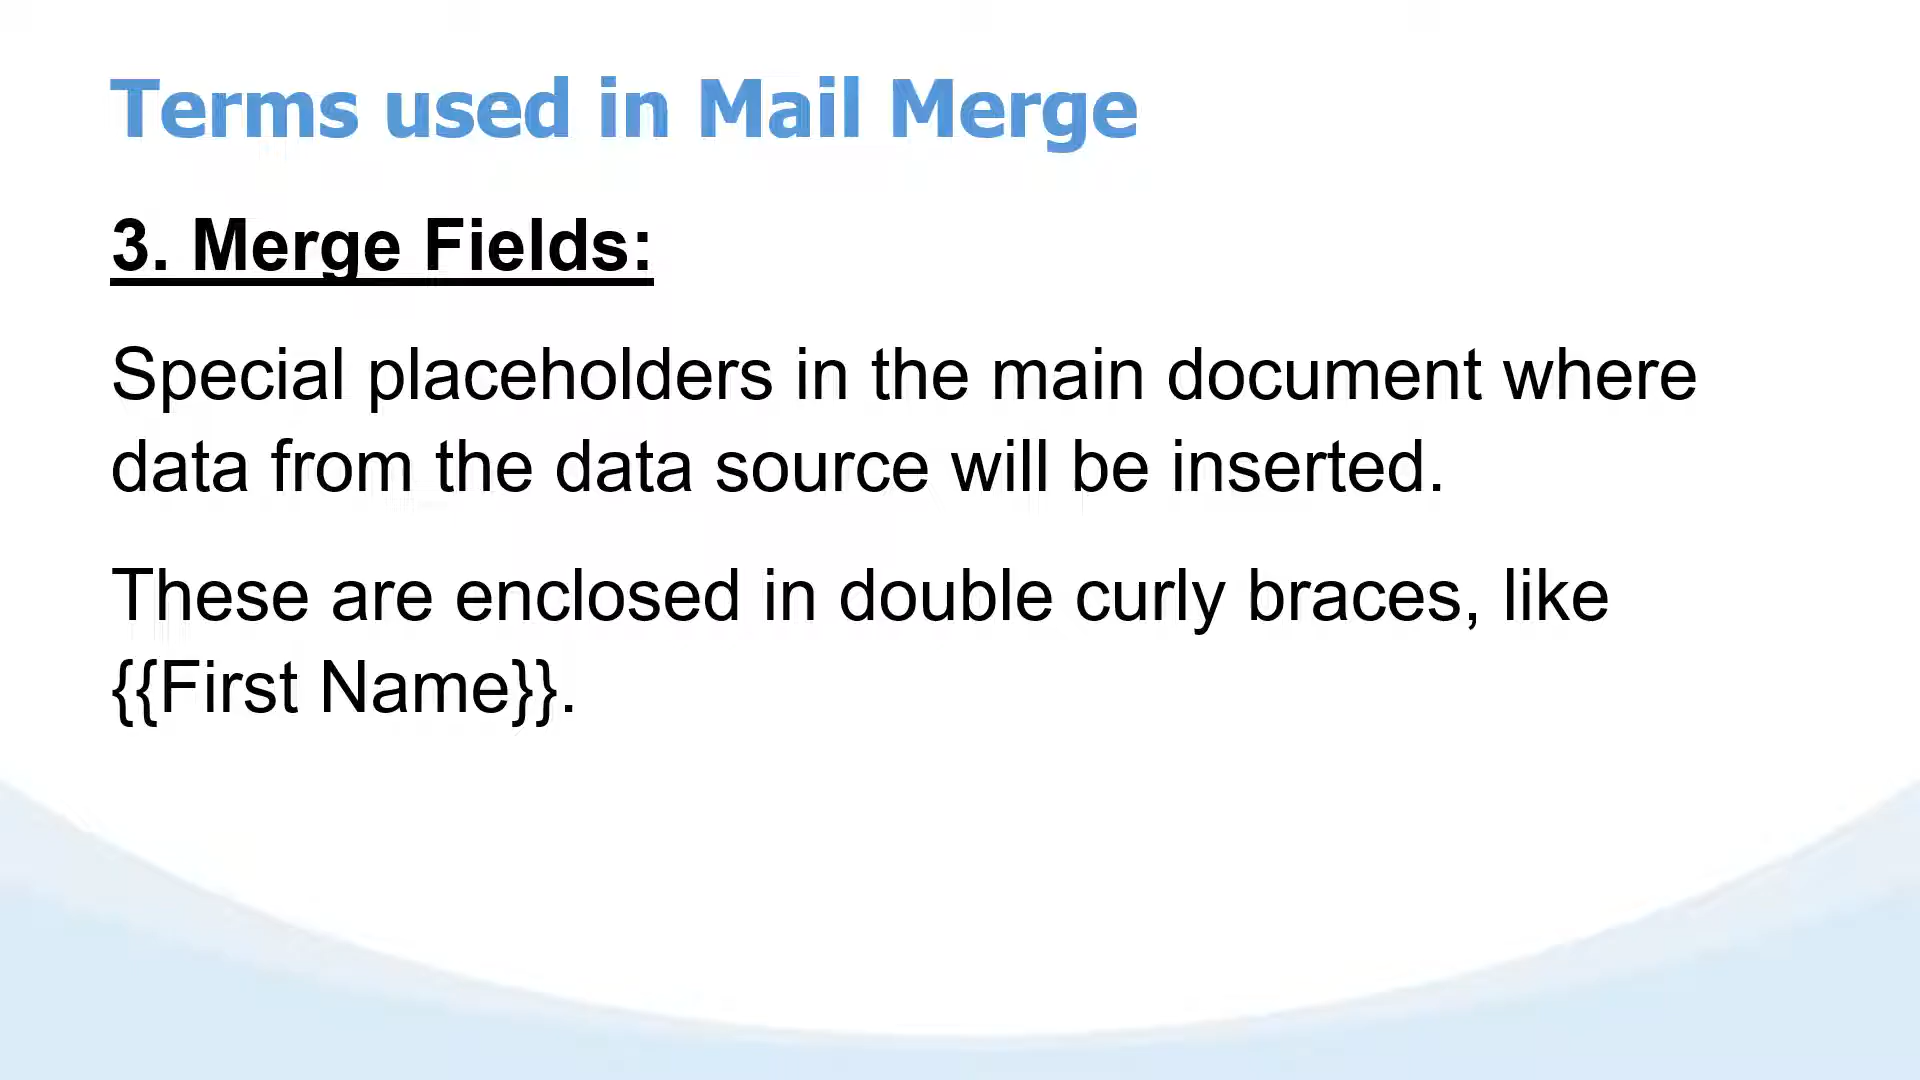 Terms used in Mail Merge
3. Merge Fields:
Special placeholders in the main document where
data from the data source will be inserted.
These are enclosed in double curly braces, like
{{First Name}}.